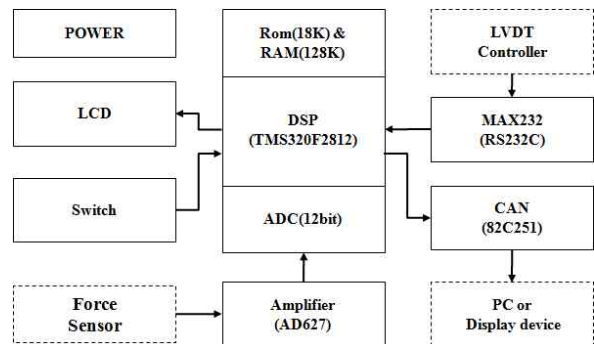 POWER
Rom(18K) &
RAM(128K)
LVDT
Controller
LCD
DSP
(TMS320F2812)
MAX232
(RS232C)
Switch
ADC(12bit)
CAN
(82C251)
Force
Sensor
Amplifier
(AD627)
PC or
Display device